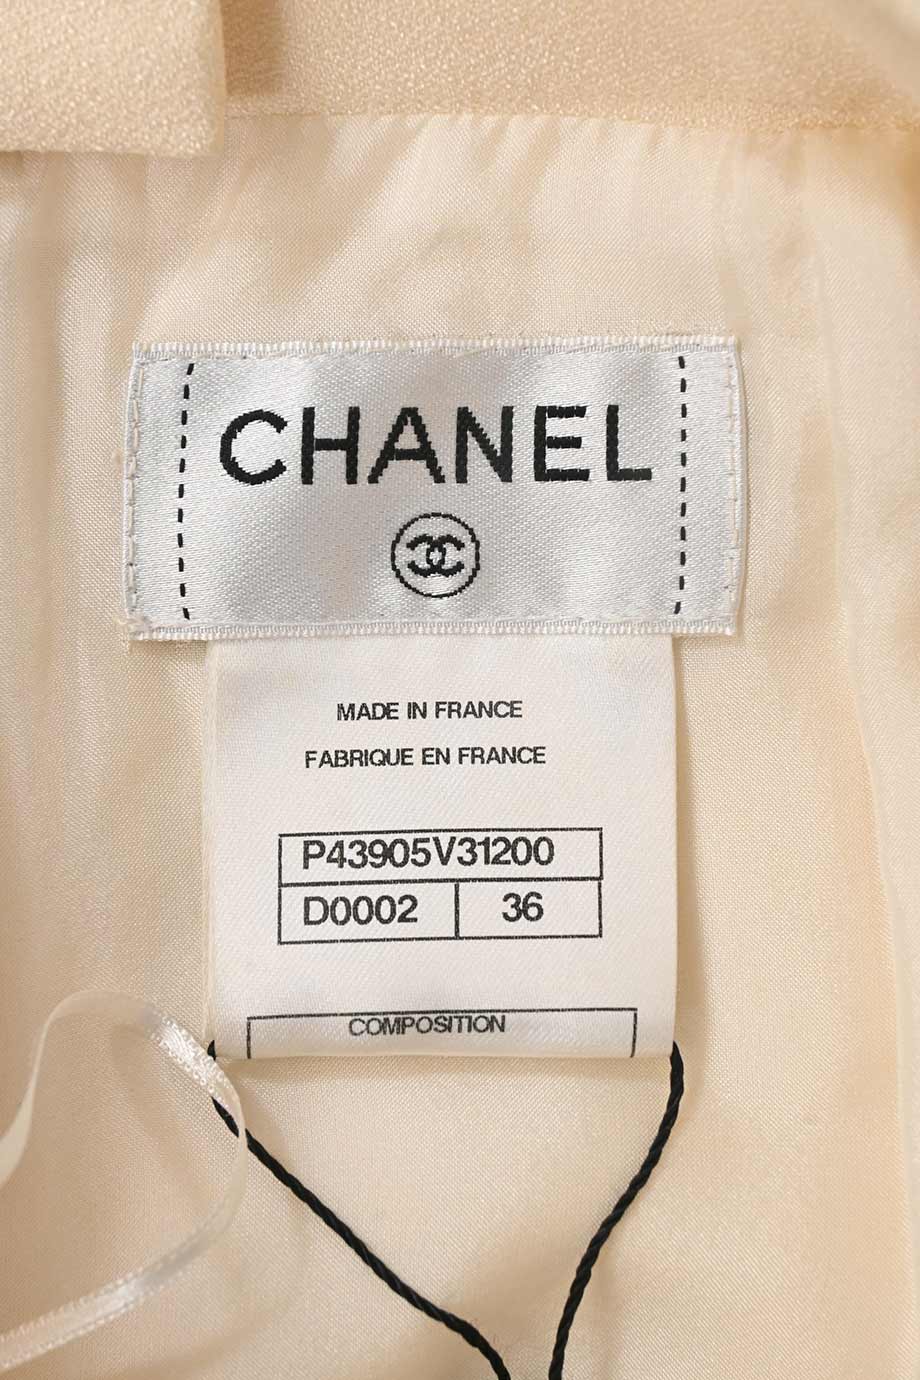 CHANEL
MADE IN FRANCE
FABRIQUE EN FRANCE
P43905V31200
D0002 36
COMPOSITION